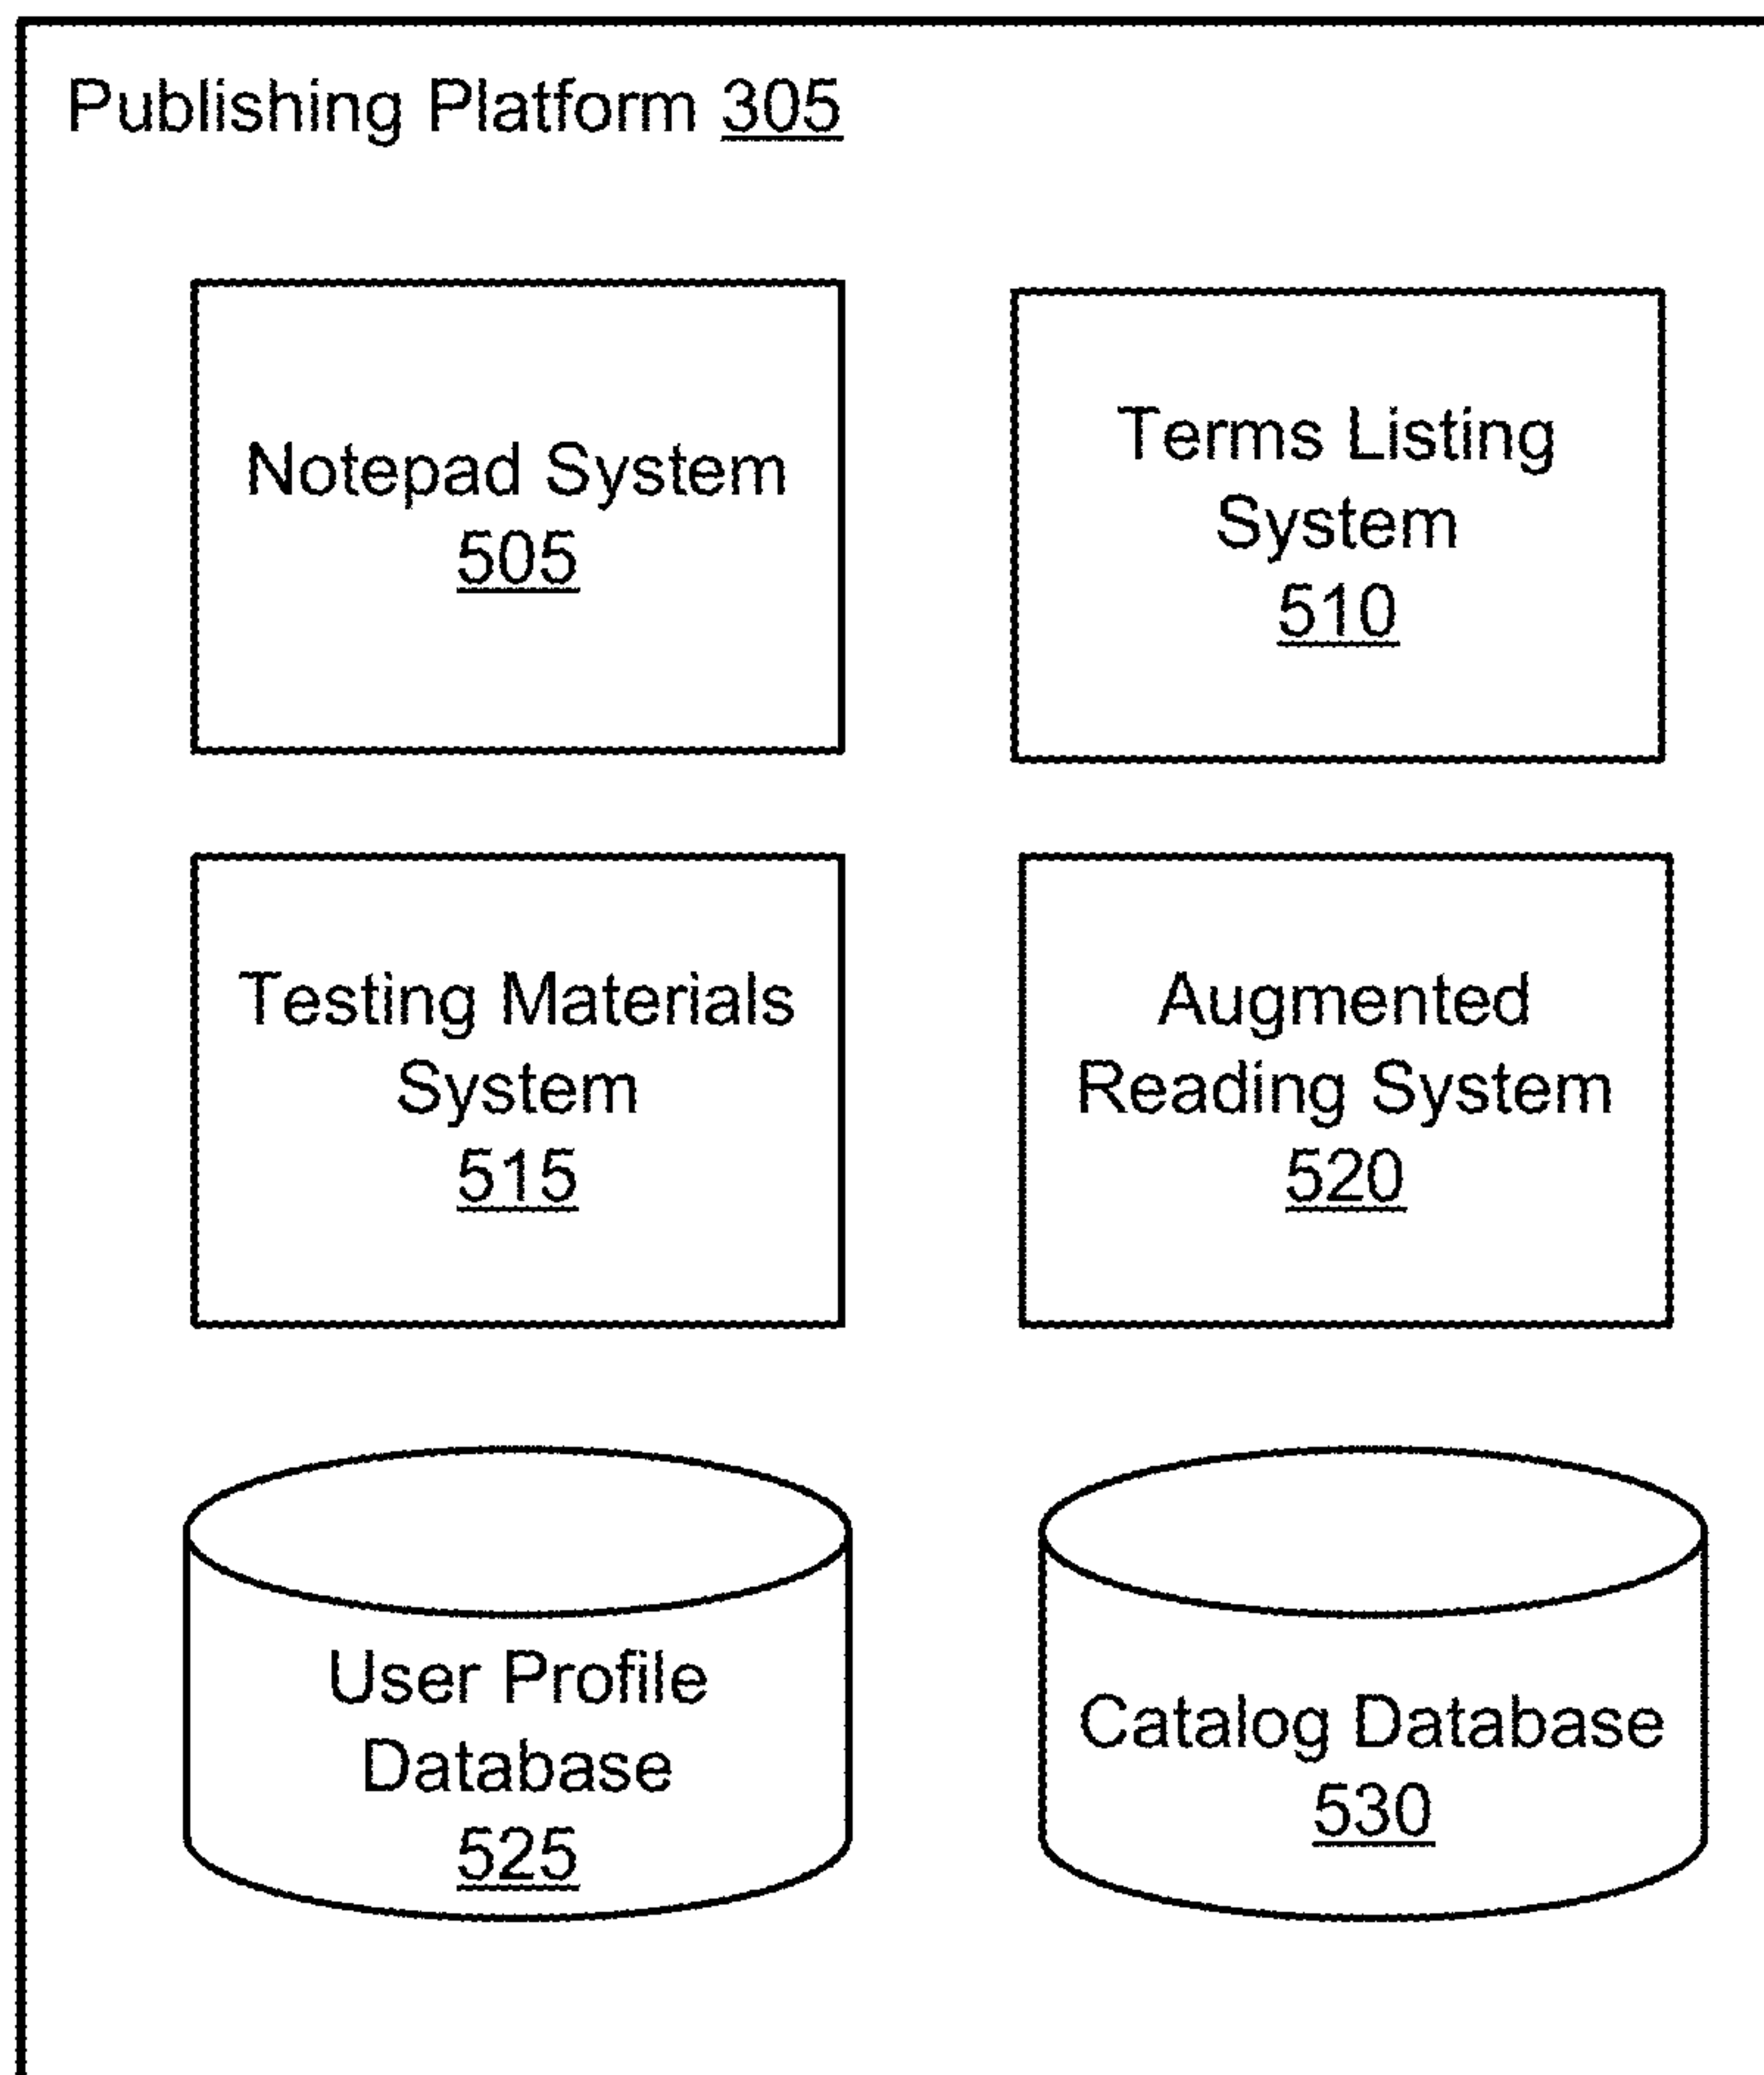 Publishing Platform 305
Notepad System
505
Terms Listing
System
510
Testing Materials
System
515
Augmented
Reading System
520
User Profile
Database
525
Catalog Database
530